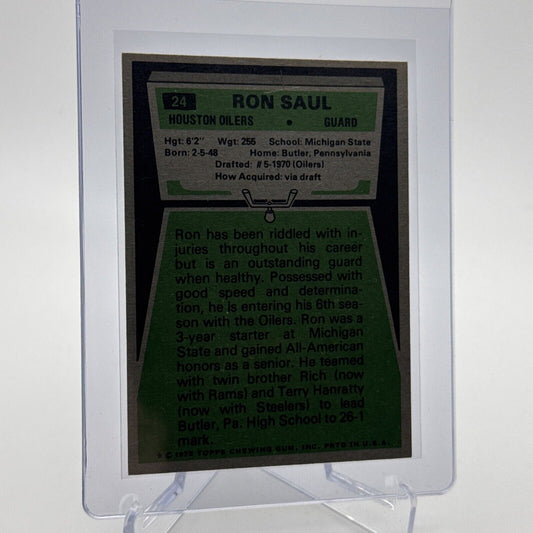 24 RON SAUL
HOUSTON OILERS • GUARD
Hgt: 6'2" Wgt: 255 School: Michigan State
Born: 2-5-48 Home: Butler, Pennsylvania
Drafted: #5-1970 (Oilers)
How Acquired: via draft
Ron has been riddled with in-
juries throughout his career
but is an outstanding guard
when healthy. Possessed with
good speed and determina-
tion, he is entering his 6th sea-
son with the Oilers. Ron was a
3-year starter at Michigan
State and gained All-American
honors as a senior. He teamed
with twin brother Rich (now
with Rams) and Terry Hanratty
(now with Steelers) to lead
Butler, Pa. High School to 26-1
mark.
© 1975 TOPPS CHEWING GUM, INC. PRTD IN U.S.A.